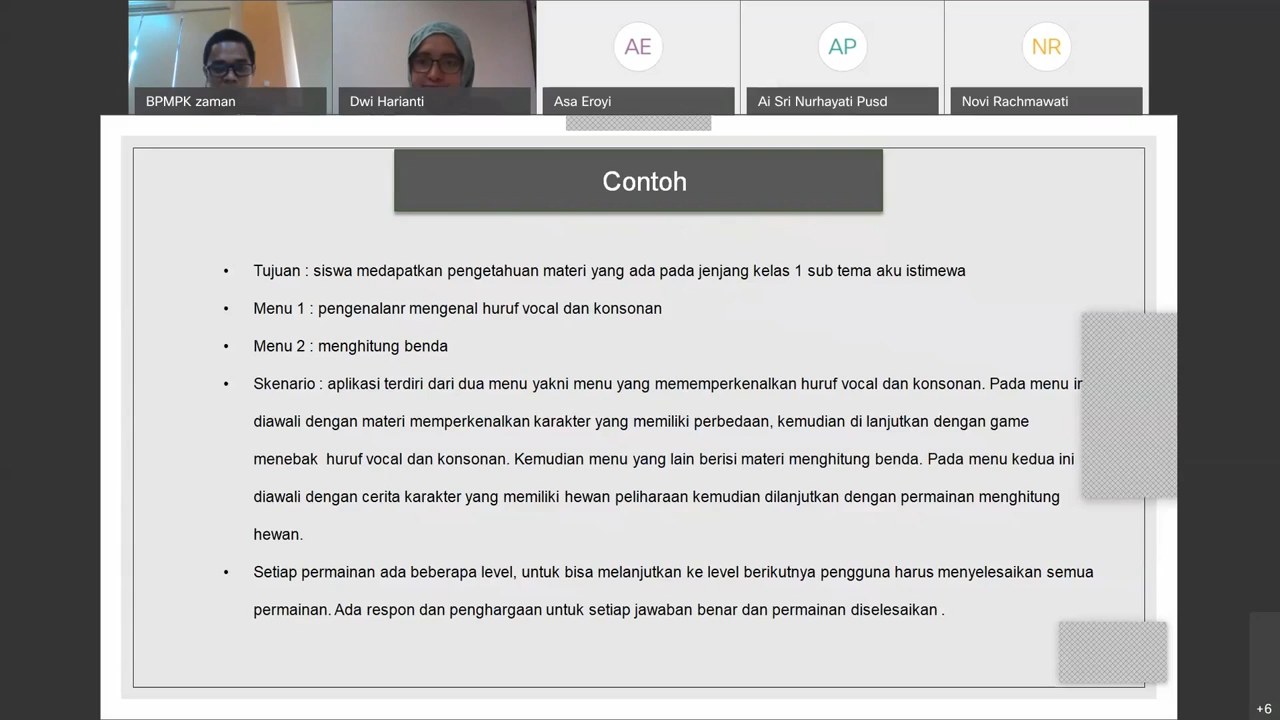 AE
AP
NR
BPMPK zaman
Dwi Harianti
Asa Eroyi
Ai Sri Nurhayati Pusd
Novi Rachmawati
Contoh
• Tujuan : siswa medapatkan pengetahuan materi yang ada pada jenjang kelas 1 sub tema aku istimewa
• Menu 1 : pengenalanr mengenal huruf vocal dan konsonan
• Menu 2 : menghitung benda
• Skenario : aplikasi terdiri dari dua menu yakni menu yang mememperkenalkan huruf vocal dan konsonan. Pada menu
diawali dengan materi memperkenalkan karakter yang memiliki perbedaan, kemudian di lanjutkan dengan game
menebak huruf vocal dan konsonan. Kemudian menu yang lain berisi materi menghitung benda. Pada menu kedua ini
diawali dengan cerita karakter yang memiliki hewan peliharaan kemudian dilanjutkan dengan permainan menghitung
hewan.
• Setiap permainan ada beberapa level, untuk bisa melanjutkan ke level berikutnya pengguna harus menyelesaikan semua
permainan. Ada respon dan penghargaan untuk setiap jawaban benar dan permainan diselesaikan .
+6